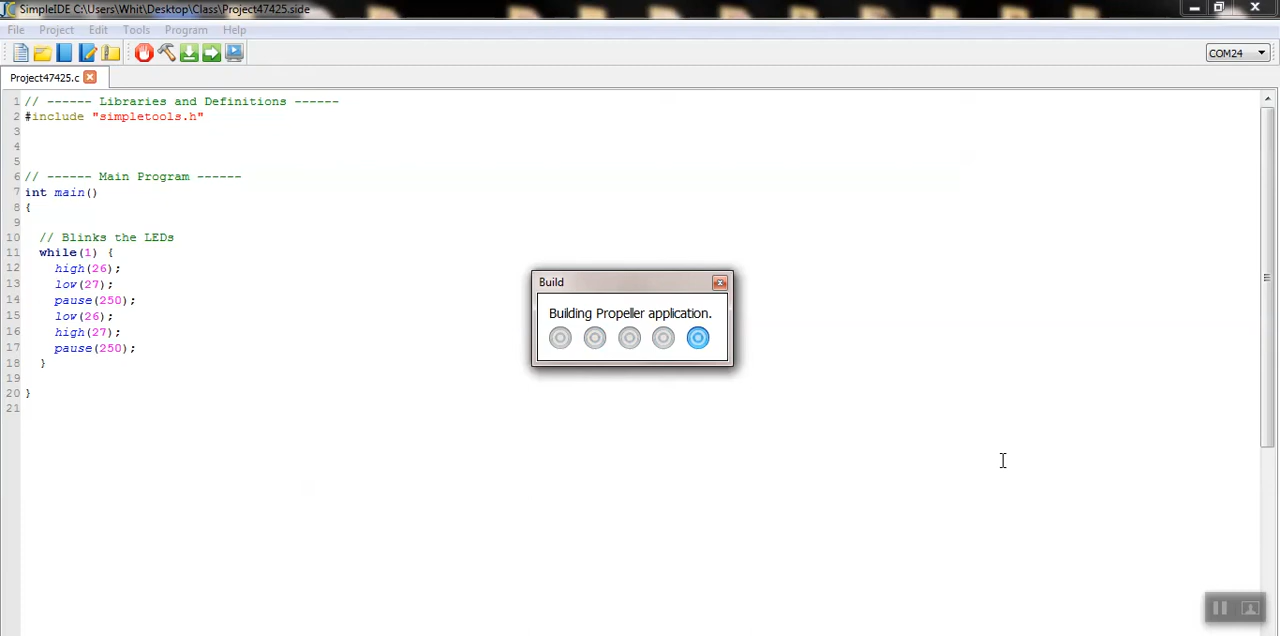 SimpleIDE C:\Users\Whit\Desktop\Class\Project47425.side
File Project Edit Tools Program Help
COM24
Project47425.c
1 // ------ Libraries and Definitions ------
2 #include "simpletools.h"
3
4
5
6 // ------ Main Program ------
7 int main()
8 {
9
10 // Blinks the LEDs
11 while(1) {
12 high(26);
13 low(27);
14 pause(250);
15 low(26);
16 high(27);
17 pause(250);
18 }
19
20 }
21
Build
Building Propeller application.